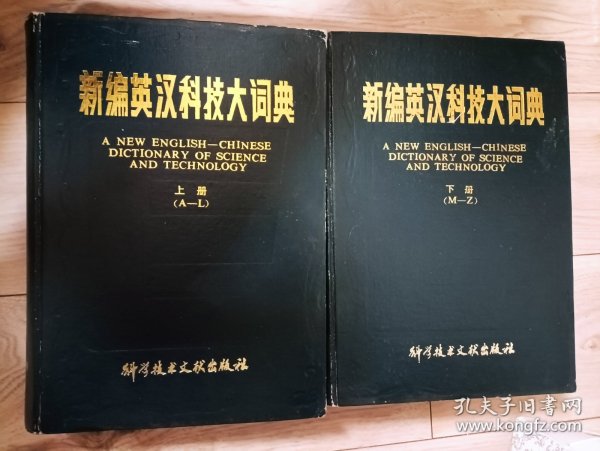 新编英汉科技大词典
A NEW ENGLISH—CHINESE
DICTIONARY OF SCIENCE
AND TECHNOLOGY
上册
(A—L)
科学技术文献出版社
新编英汉科技大词典
A NEW ENGLISH—CHINESE
DICTIONARY OF SCIENCE
AND TECHNOLOGY
下册
(M—Z)
科学技术文献出版社
孔夫子旧书网
www.kongfz.com